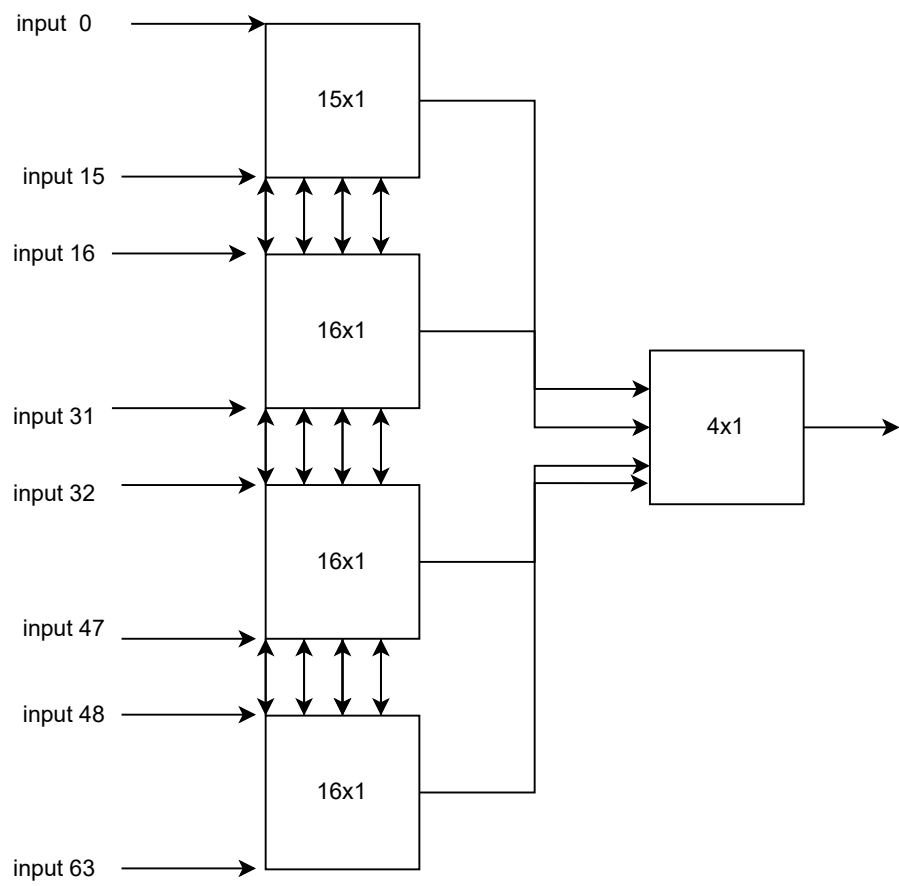 input 0
15x1
input 15
input 16
16x1
input 31
4x1
input 32
16x1
input 47
input 48
16x1
input 63